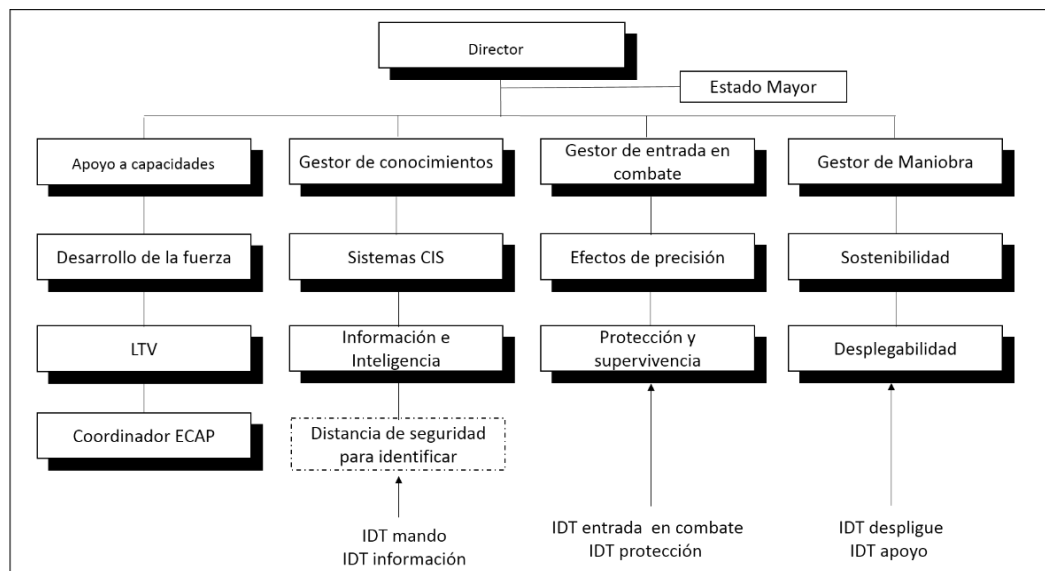 Director
Estado Mayor
Apoyo a capacidades
Gestor de conocimientos
Gestor de entrada en
combate
Gestor de Maniobra
Desarrollo de la fuerza
Sistemas CIS
Efectos de precisión
Sostenibilidad
LTV
Información e
Inteligencia
Protección y
supervivencia
Desplegabilidad
Coordinador ECAP
Distancia de seguridad
para identificar
IDT mando
IDT información
IDT entrada en combate
IDT protección
IDT despligue
IDT apoyo